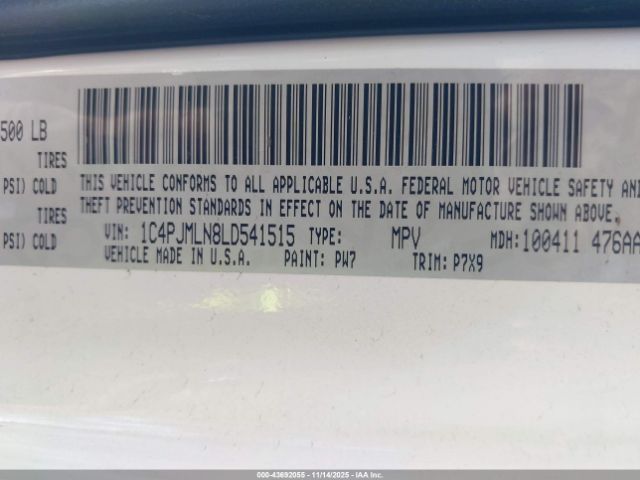 500 LB
TIRES
PSI) COLD
TIRES
PSI) COLD
THIS VEHICLE CONFORMS TO ALL APPLICABLE U.S.A. FEDERAL MOTOR VEHICLE SAFETY AND
THEFT PREVENTION STANDARDS IN EFFECT ON THE DATE OF MANUFACTURE SHOWN ABOVE.
VIN: 1C4PJMLN8LD541515 TYPE: MPV MDH:100411 476AA
VEHICLE MADE IN U.S.A. PAINT: PW7 TRIM: P7X9
000-43692055 - 11/14/2025 - IAA Inc.